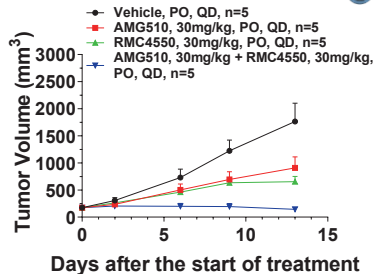 Vehicle, PO, QD, n=5
AMG510, 30mg/kg, PO, QD, n=5
RMC4550, 30mg/kg, PO, QD, n=5
AMG510, 30mg/kg + RMC4550, 30mg/kg,
PO, QD, n=5
Tumor Volume (mm³)
3000
2500
2000
1500
1000
500
0
0 5 10 15
Days after the start of treatment